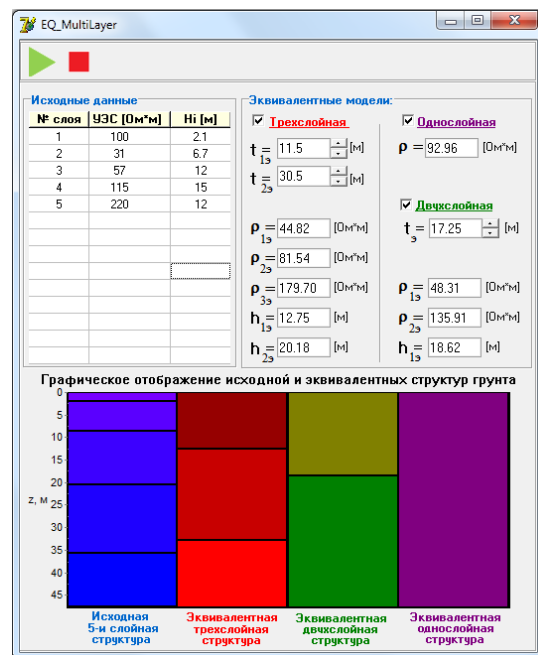 EQ_MultiLayer
Исходные данные
№ слоя УЭС [Ом*м] Hi [м]
1 100 2.1
2 31 6.7
3 57 12
4 115 15
5 220 12
Эквивалентные модели:
Трехслойная
t1э = 11.5 [м]
t2э = 30.5 [м]
ρ1э = 44.82 [Ом*м]
ρ2э = 81.54 [Ом*м]
ρ3э = 179.70 [Ом*м]
h1э = 12.75 [м]
h2э = 20.18 [м]
Однослойная
ρ = 92.96 [Ом*м]
Двухслойная
tэ = 17.25 [м]
ρ1э = 48.31 [Ом*м]
ρ2э = 135.91 [Ом*м]
h1э = 18.62 [м]
Графическое отображение исходной и эквивалентных структур грунта
0
5
10
15
20
z, м 25
30
35
40
45
Исходная
5-и слойная
структура
Эквивалентная
трехслойная
структура
Эквивалентная
двухслойная
структура
Эквивалентная
однослойная
структура